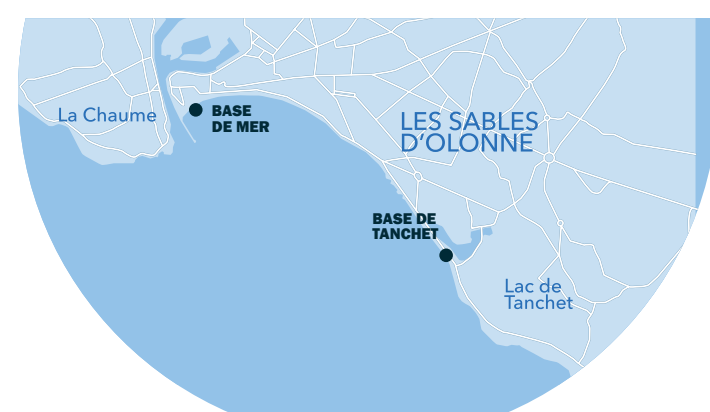 La Chaume
BASE
DE MER
LES SABLES
D'OLONNE
BASE DE
TANCHET
Lac de
Tanchet